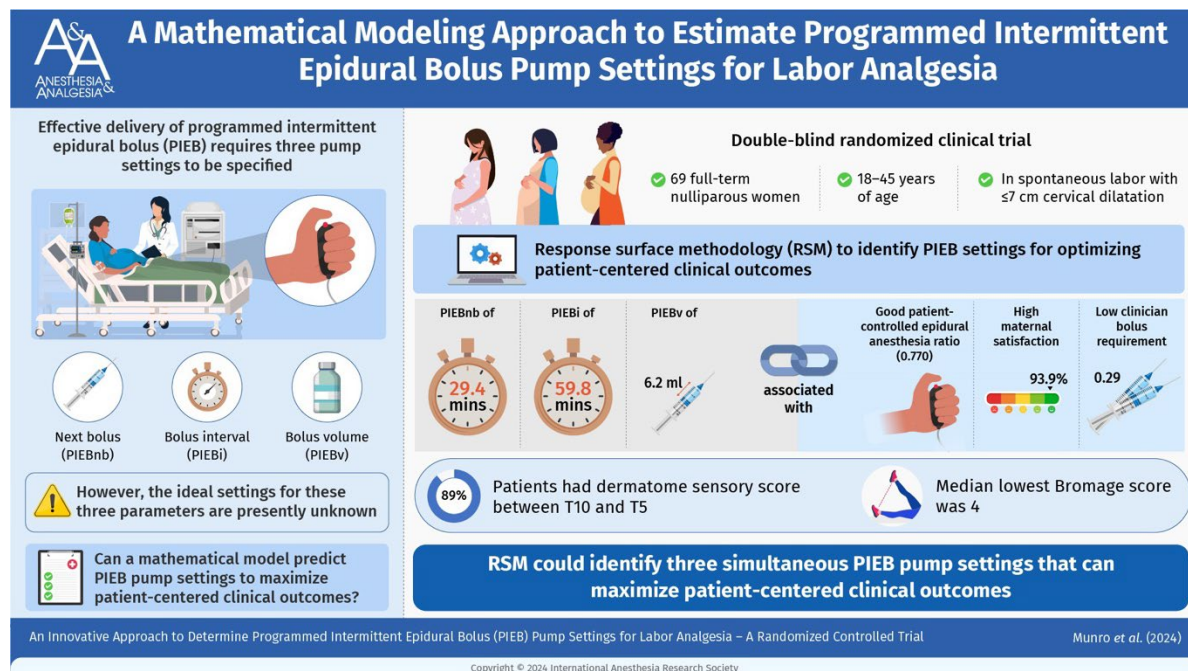 A&A
ANESTHESIA &
ANALGESIA
A Mathematical Modeling Approach to Estimate Programmed Intermittent
Epidural Bolus Pump Settings for Labor Analgesia
Effective delivery of programmed intermittent
epidural bolus (PIEB) requires three pump
settings to be specified
Next bolus
(PIEBnb)
Bolus interval
(PIEBi)
Bolus volume
(PIEBv)
However, the ideal settings for these
three parameters are presently unknown
Can a mathematical model predict
PIEB pump settings to maximize
patient-centered clinical outcomes?
Double-blind randomized clinical trial
69 full-term
nulliparous women
18–45 years
of age
In spontaneous labor with
≤7 cm cervical dilatation
Response surface methodology (RSM) to identify PIEB settings for optimizing
patient-centered clinical outcomes
PIEBnb of
29.4
mins
PIEBi of
59.8
mins
PIEBv of
6.2 ml
associated
with
Good patient-
controlled epidural
anesthesia ratio
(0.770)
High
maternal
satisfaction
93.9%
Low clinician
bolus
requirement
0.29
89%
Patients had dermatome sensory score
between T10 and T5
Median lowest Bromage score
was 4
RSM could identify three simultaneous PIEB pump settings that can
maximize patient-centered clinical outcomes
An Innovative Approach to Determine Programmed Intermittent Epidural Bolus (PIEB) Pump Settings for Labor Analgesia – A Randomized Controlled Trial
Munro et al. (2024)
Copyright © 2024 International Anesthesia Research Society